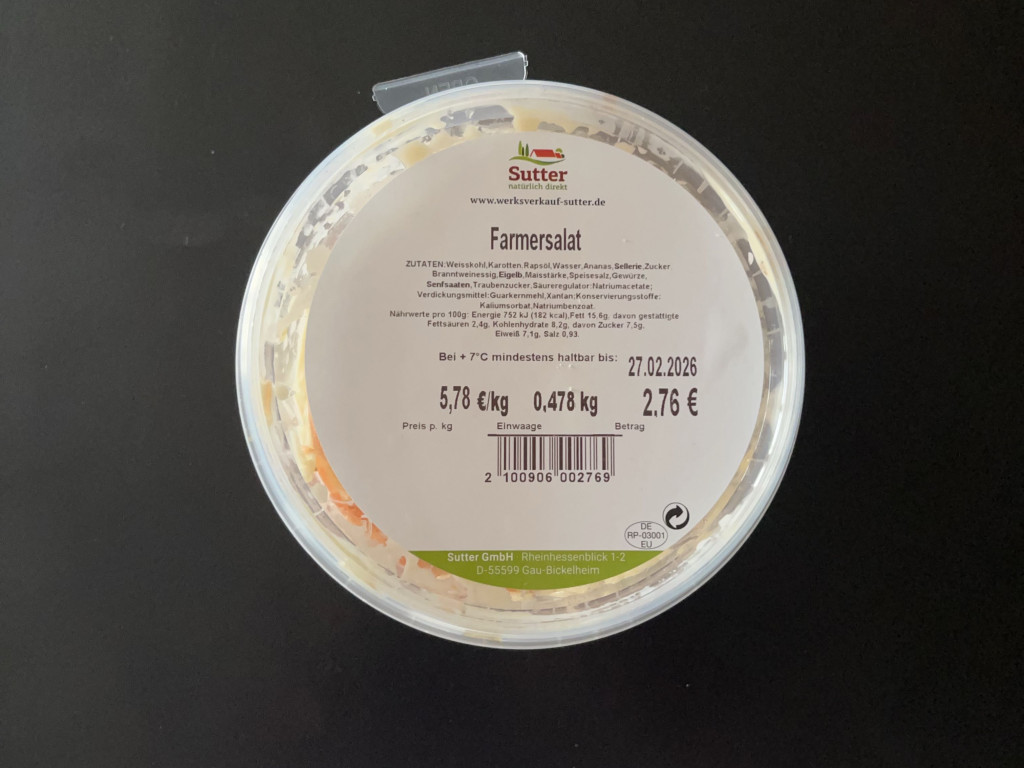 OPEN
Sutter
natürlich direkt
www.werksverkauf-sutter.de
Farmersalat
ZUTATEN:Weisskohl,Karotten,Rapsöl,Wasser,Ananas,Sellerie,Zucker,
Branntweinessig,Eigelb,Maisstärke,Speisesalz,Gewürze,
Senfsaaten,Traubenzucker,Säureregulator:Natriumacetate;
Verdickungsmittel:Guarkernmehl,Xantan;Konservierungsstoffe:
Kaliumsorbat,Natriumbenzoat.
Nährwerte pro 100g: Energie 752 kJ (182 kcal),Fett 15,6g, davon gestättigte
Fettsäuren 2,4g, Kohlenhydrate 8,2g, davon Zucker 7,5g,
Eiweiß 7,1g, Salz 0,93.
Bei + 7°C mindestens haltbar bis: 27.02.2026
5,78 €/kg 0,478 kg 2,76 €
Preis p. kg Einwaage Betrag
2 100906 002769
DE
RP-03001
EU
Sutter GmbH Rheinhessenblick 1-2
D-55599 Gau-Bickelheim